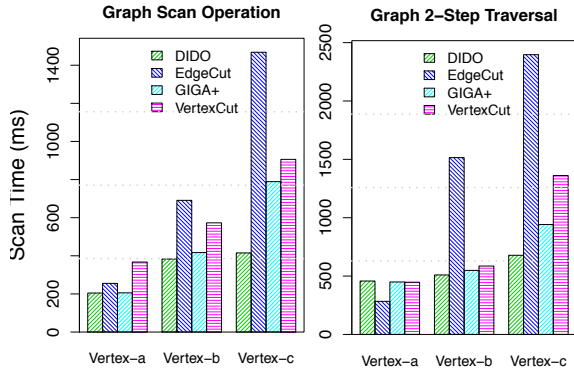 Graph Scan Operation
Scan Time (ms)
1400
1000
600
200
0
DIDO
EdgeCut
GIGA+
VertexCut
Vertex−a Vertex−b Vertex−c
Graph 2−Step Traversal
2500
2000
1500
1000
500
0
DIDO
EdgeCut
GIGA+
VertexCut
Vertex−a Vertex−b Vertex−c